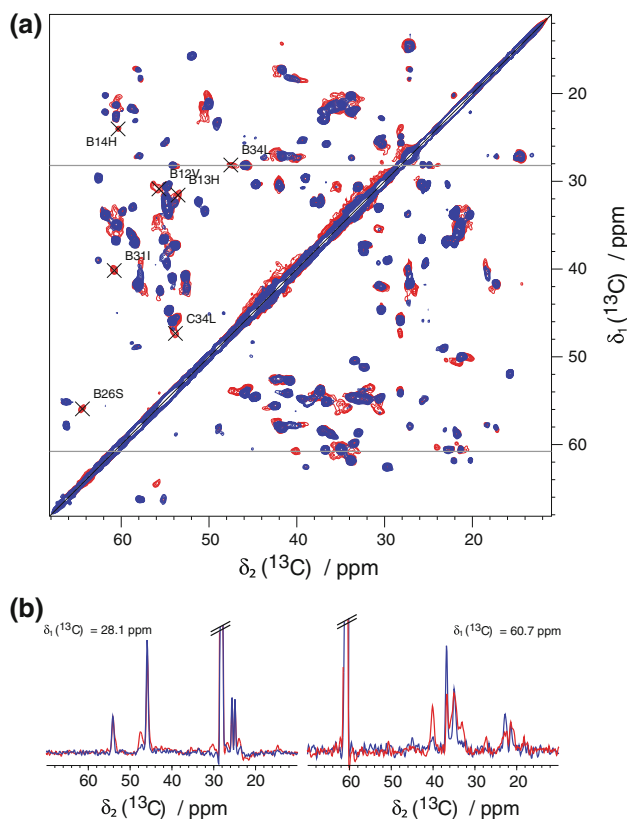 (a)
20
30
40
50
60
δ₁ (¹³C) / ppm
B14H
B34L
B12V
B13H
B31I
C34L
B26S
60 50 40 30 20
δ₂ (¹³C) / ppm
(b)
δ₁ (¹³C) = 28.1 ppm
δ₁ (¹³C) = 60.7 ppm
60 50 40 30 20
60 50 40 30 20
δ₂ (¹³C) / ppm
δ₂ (¹³C) / ppm